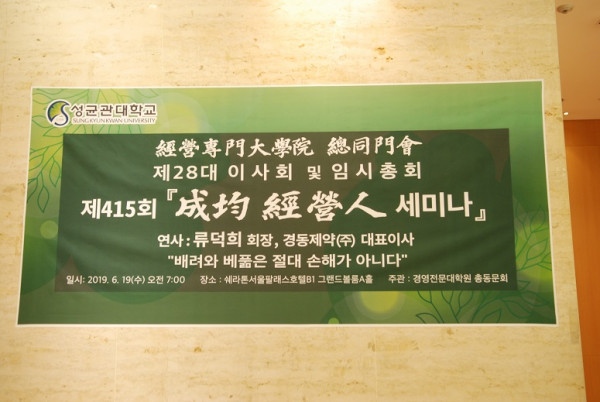 성균관대학교
SUNGKYUNKWAN UNIVERSITY
經營專門大學院 總同門會
제28대 이사회 및 임시총회
제415회 『成均 經營人 세미나』
연사 : 류덕희 회장, 경동제약(주) 대표이사
"배려와 베풂은 절대 손해가 아니다"
일시: 2019. 6. 19(수) 오전 7:00 장소 : 쉐라톤서울팔래스호텔B1 그랜드볼룸A홀 주관 : 경영전문대학원 총동문회